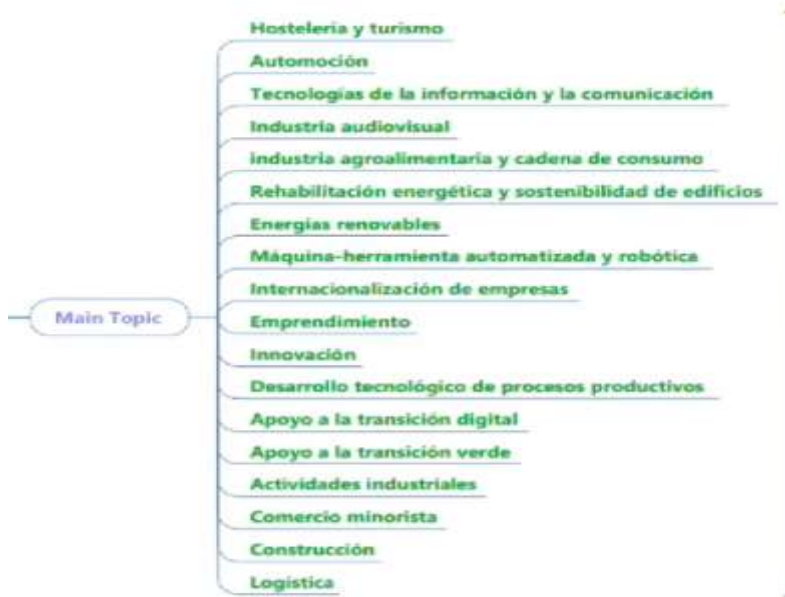 Hostelería y turismo
Automoción
Tecnologías de la información y la comunicación
Industria audiovisual
industria agroalimentaria y cadena de consumo
Rehabilitación energética y sostenibilidad de edificios
Energías renovables
Máquina-herramienta automatizada y robótica
Internacionalización de empresas
Main Topic
Emprendimiento
Innovación
Desarrollo tecnológico de procesos productivos
Apoyo a la transición digital
Apoyo a la transición verde
Actividades industriales
Comercio minorista
Construcción
Logística